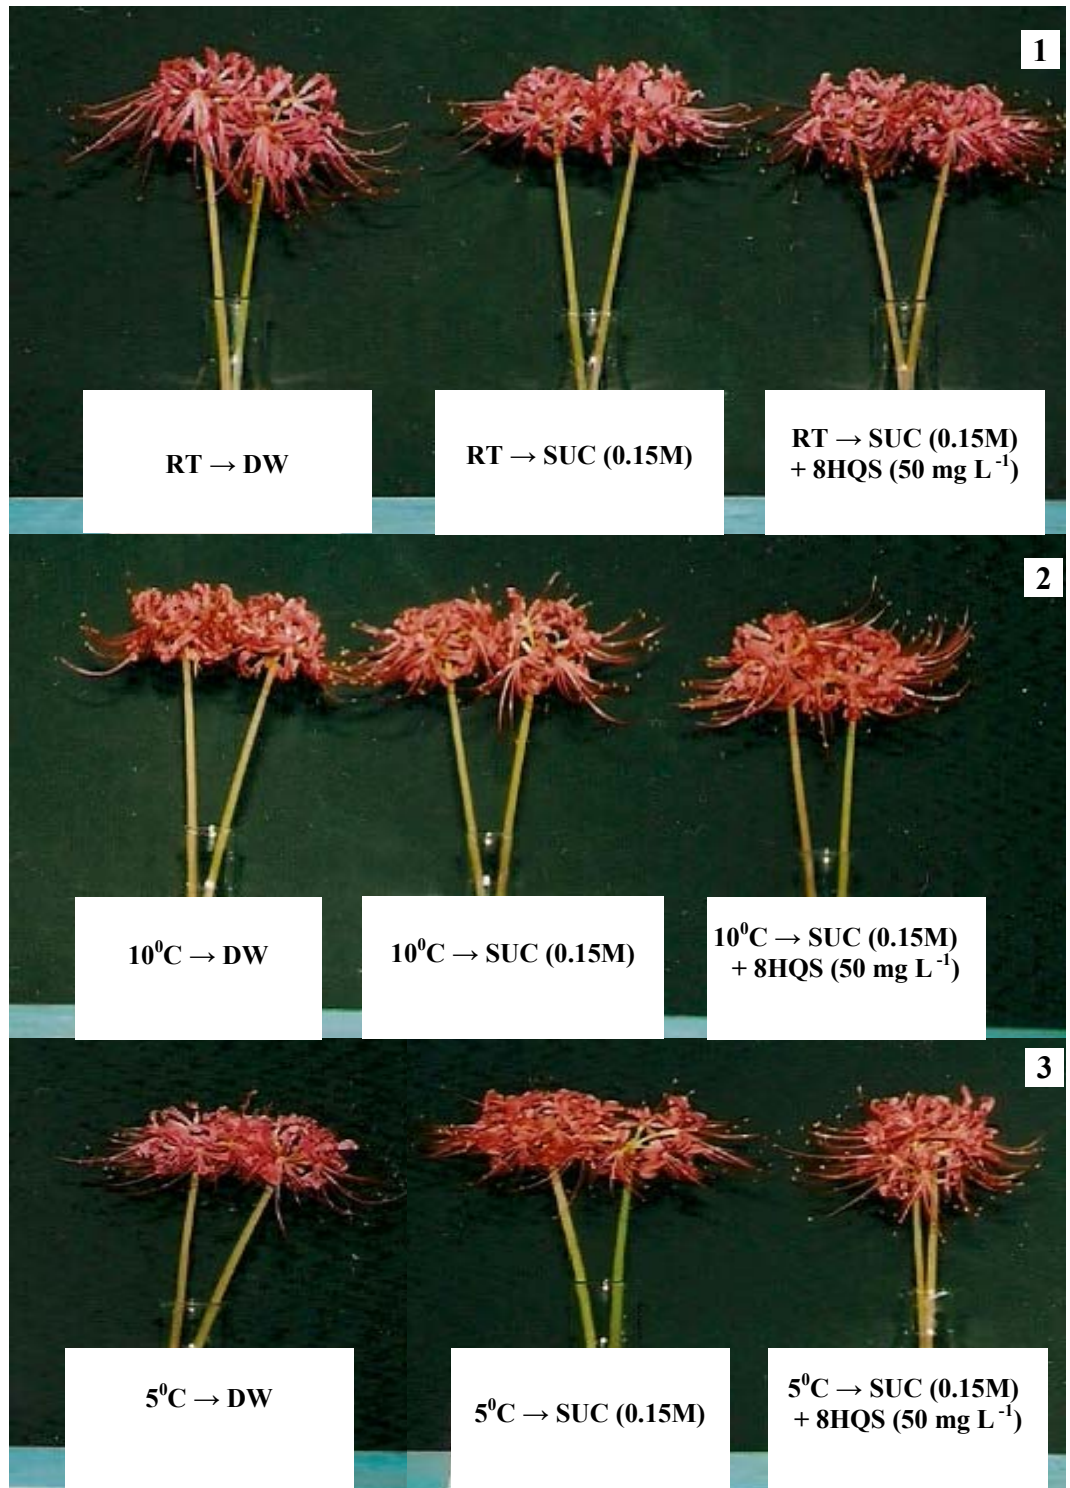 1
RT → DW
RT → SUC (0.15M)
RT → SUC (0.15M)
+ 8HQS (50 mg L⁻¹)
2
10⁰C → DW
10⁰C → SUC (0.15M)
10⁰C → SUC (0.15M)
+ 8HQS (50 mg L⁻¹)
3
5⁰C → DW
5⁰C → SUC (0.15M)
5⁰C → SUC (0.15M)
+ 8HQS (50 mg L⁻¹)